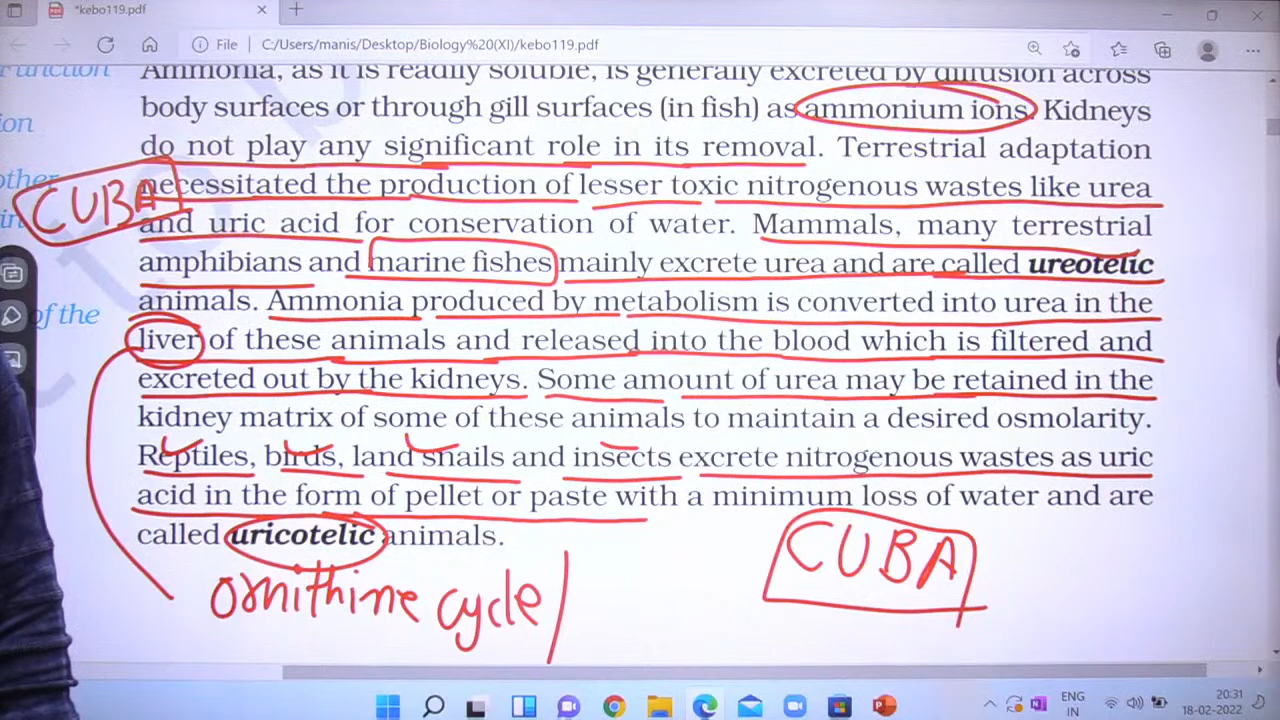 *kebo119.pdf
File C:/Users/manis/Desktop/Biology%20(XI)/kebo119.pdf
Ammonia, as it is readily soluble, is generally excreted by diffusion across
body surfaces or through gill surfaces (in fish) as ammonium ions. Kidneys
do not play any significant role in its removal. Terrestrial adaptation
necessitated the production of lesser toxic nitrogenous wastes like urea
and uric acid for conservation of water. Mammals, many terrestrial
amphibians and marine fishes mainly excrete urea and are called ureotelic
animals. Ammonia produced by metabolism is converted into urea in the
liver of these animals and released into the blood which is filtered and
excreted out by the kidneys. Some amount of urea may be retained in the
kidney matrix of some of these animals to maintain a desired osmolarity.
Reptiles, birds, land snails and insects excrete nitrogenous wastes as uric
acid in the form of pellet or paste with a minimum loss of water and are
called uricotelic animals.
function
ion
other
in
of the
CUBA
CUBA
ornithine cycle
ENG
IN
20:31
18-02-2022